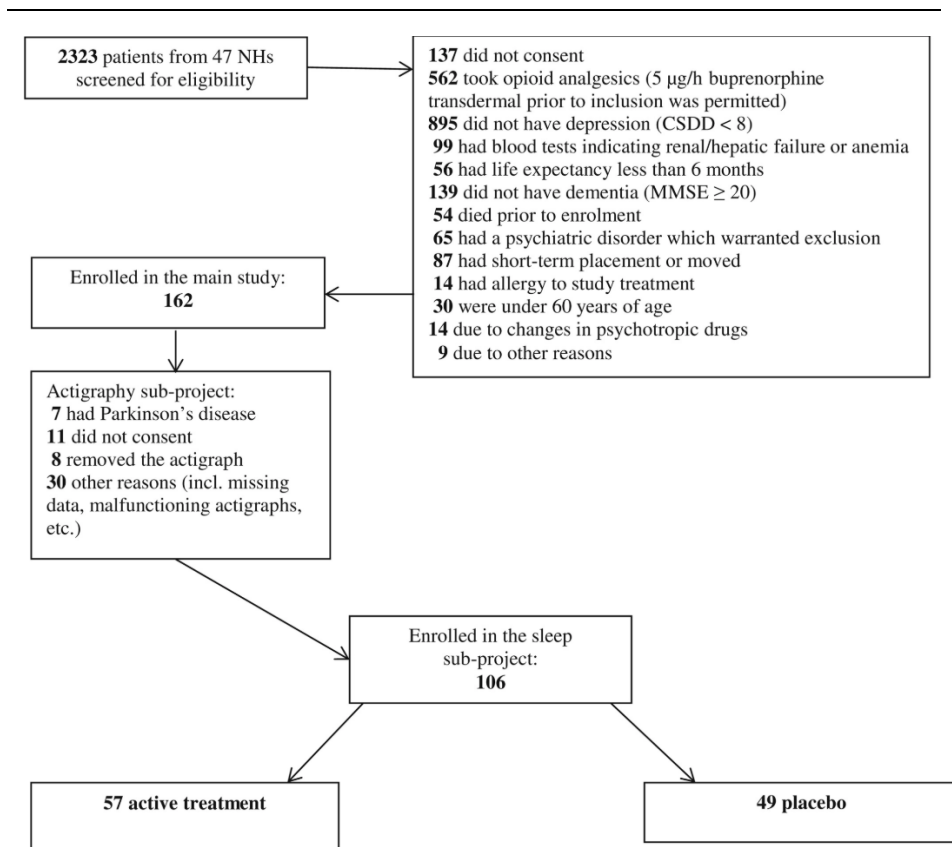 2323 patients from 47 NHs
screened for eligibility
137 did not consent
562 took opioid analgesics (5 μg/h buprenorphine
transdermal prior to inclusion was permitted)
895 did not have depression (CSDD < 8)
99 had blood tests indicating renal/hepatic failure or anemia
56 had life expectancy less than 6 months
139 did not have dementia (MMSE ≥ 20)
54 died prior to enrolment
65 had a psychiatric disorder which warranted exclusion
87 had short-term placement or moved
14 had allergy to study treatment
30 were under 60 years of age
14 due to changes in psychotropic drugs
9 due to other reasons
Enrolled in the main study:
162
Actigraphy sub-project:
7 had Parkinson's disease
11 did not consent
8 removed the actigraph
30 other reasons (incl. missing
data, malfunctioning actigraphs,
etc.)
Enrolled in the sleep
sub-project:
106
57 active treatment
49 placebo